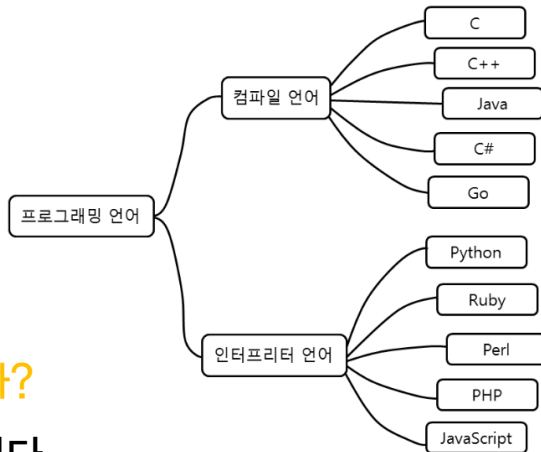 프로그래밍 언어
컴파일 언어
C
C++
Java
C#
Go
인터프리터 언어
Python
Ruby
Perl
PHP
JavaScript
?